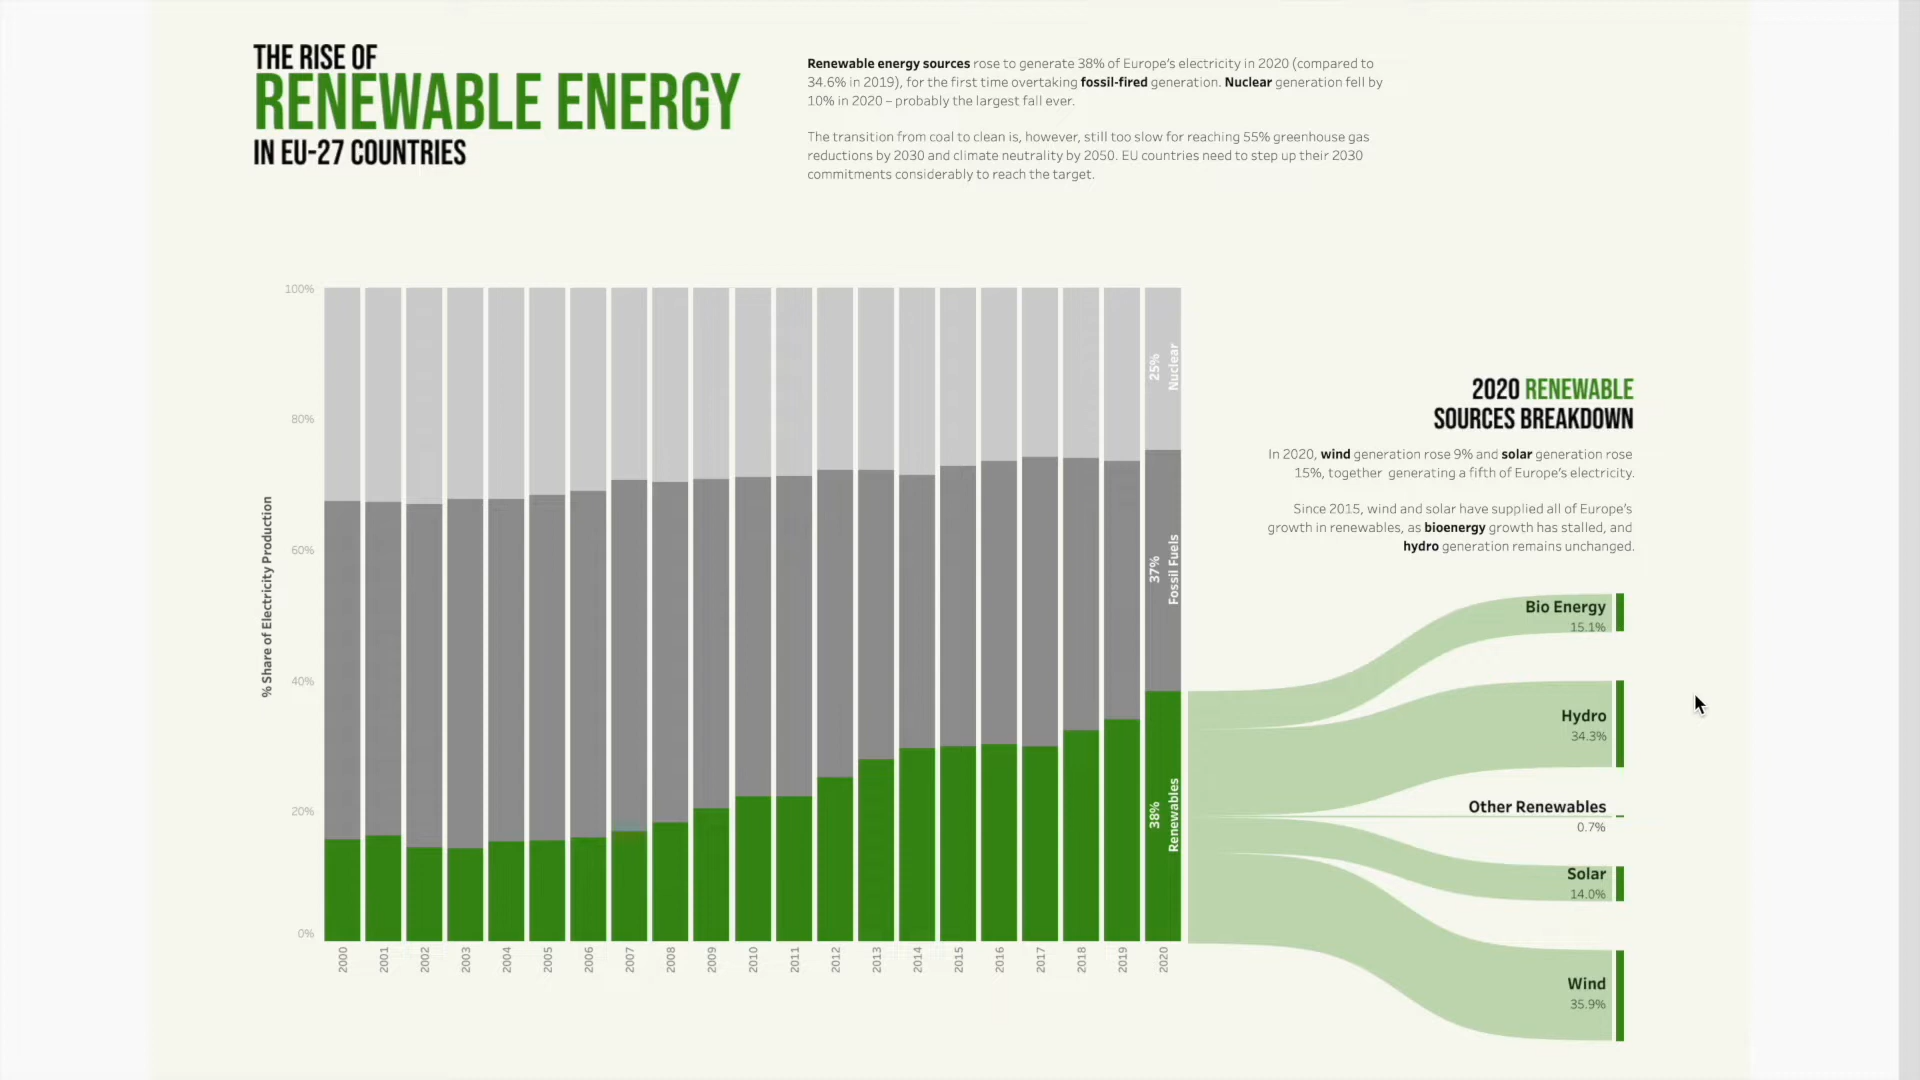 THE RISE OF
RENEWABLE ENERGY
IN EU-27 COUNTRIES
Renewable energy sources rose to generate 38% of Europe's electricity in 2020 (compared to
34.6% in 2019), for the first time overtaking fossil-fired generation. Nuclear generation fell by
10% in 2020 – probably the largest fall ever.
The transition from coal to clean is, however, still too slow for reaching 55% greenhouse gas
reductions by 2030 and climate neutrality by 2050. EU countries need to step up their 2030
commitments considerably to reach the target.
% Share of Electricity Production
100%
80%
60%
40%
20%
0%
25%
Nuclear
37%
Fossil Fuels
38%
Renewables
2000
2001
2002
2003
2004
2005
2006
2007
2008
2009
2010
2011
2012
2013
2014
2015
2016
2017
2018
2019
2020
2020 RENEWABLE
SOURCES BREAKDOWN
In 2020, wind generation rose 9% and solar generation rose
15%, together generating a fifth of Europe's electricity.
Since 2015, wind and solar have supplied all of Europe's
growth in renewables, as bioenergy growth has stalled, and
hydro generation remains unchanged.
Bio Energy
15.1%
Hydro
34.3%
Other Renewables
0.7%
Solar
14.0%
Wind
35.9%